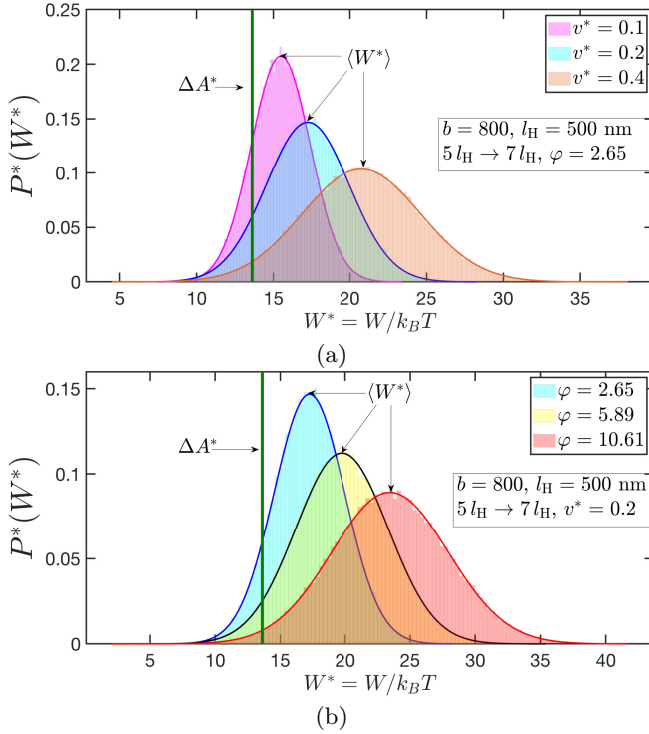 0.25
0.2
0.15
0.1
0.05
0
P*(W*)
ΔA*
⟨W*⟩
v* = 0.1
v* = 0.2
v* = 0.4
b = 800, l_H = 500 nm
5 l_H → 7 l_H, φ = 2.65
5 10 15 20 25 30 35
W* = W/k_BT
(a)
0.15
0.1
0.05
0
P*(W*)
ΔA*
⟨W*⟩
φ = 2.65
φ = 5.89
φ = 10.61
b = 800, l_H = 500 nm
5 l_H → 7 l_H, v* = 0.2
5 10 15 20 25 30 35 40
W* = W/k_BT
(b)